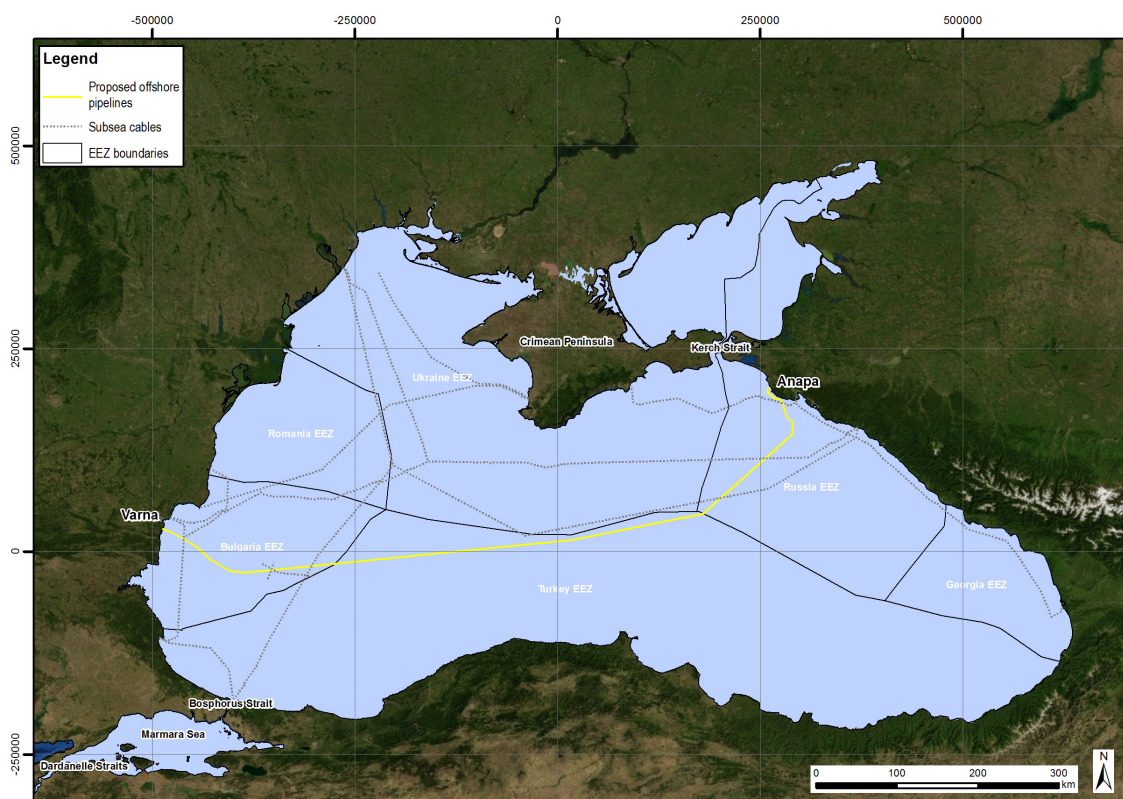 -500000
-250000
0
250000
500000
Legend
Proposed offshore
pipelines
Subsea cables
EEZ boundaries
500000
250000
0
-250000
Crimean Peninsula
Kerch Strait
Anapa
Ukraine EEZ
Romania EEZ
Russia EEZ
Varna
Bulgaria EEZ
Turkey EEZ
Georgia EEZ
Bosphorus Strait
Marmara Sea
Dardanelle Straits
N
0
100
200
300
km